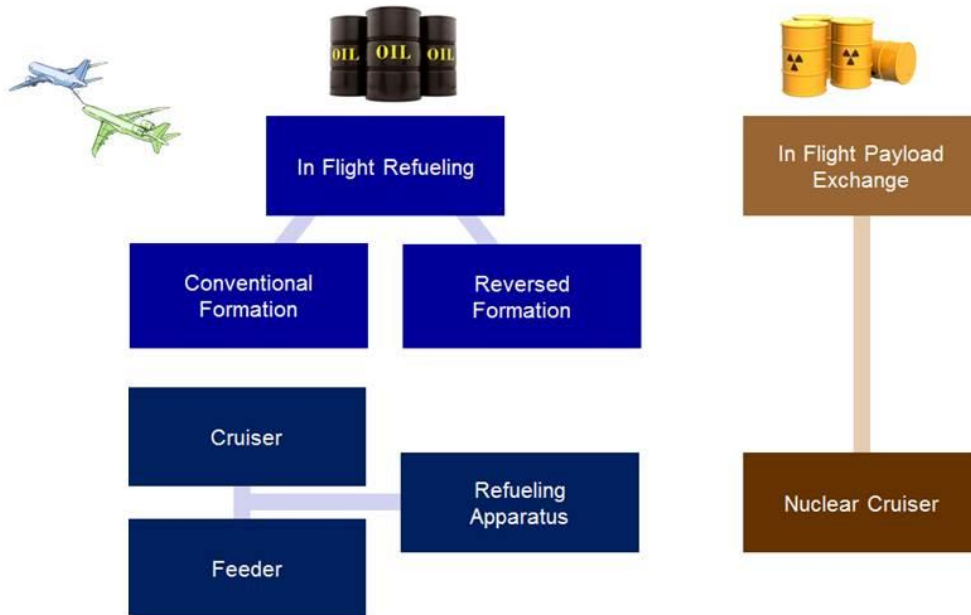 OIL OIL OIL
In Flight Refueling
In Flight Payload
Exchange
Conventional
Formation
Reversed
Formation
Cruiser
Refueling
Apparatus
Nuclear Cruiser
Feeder